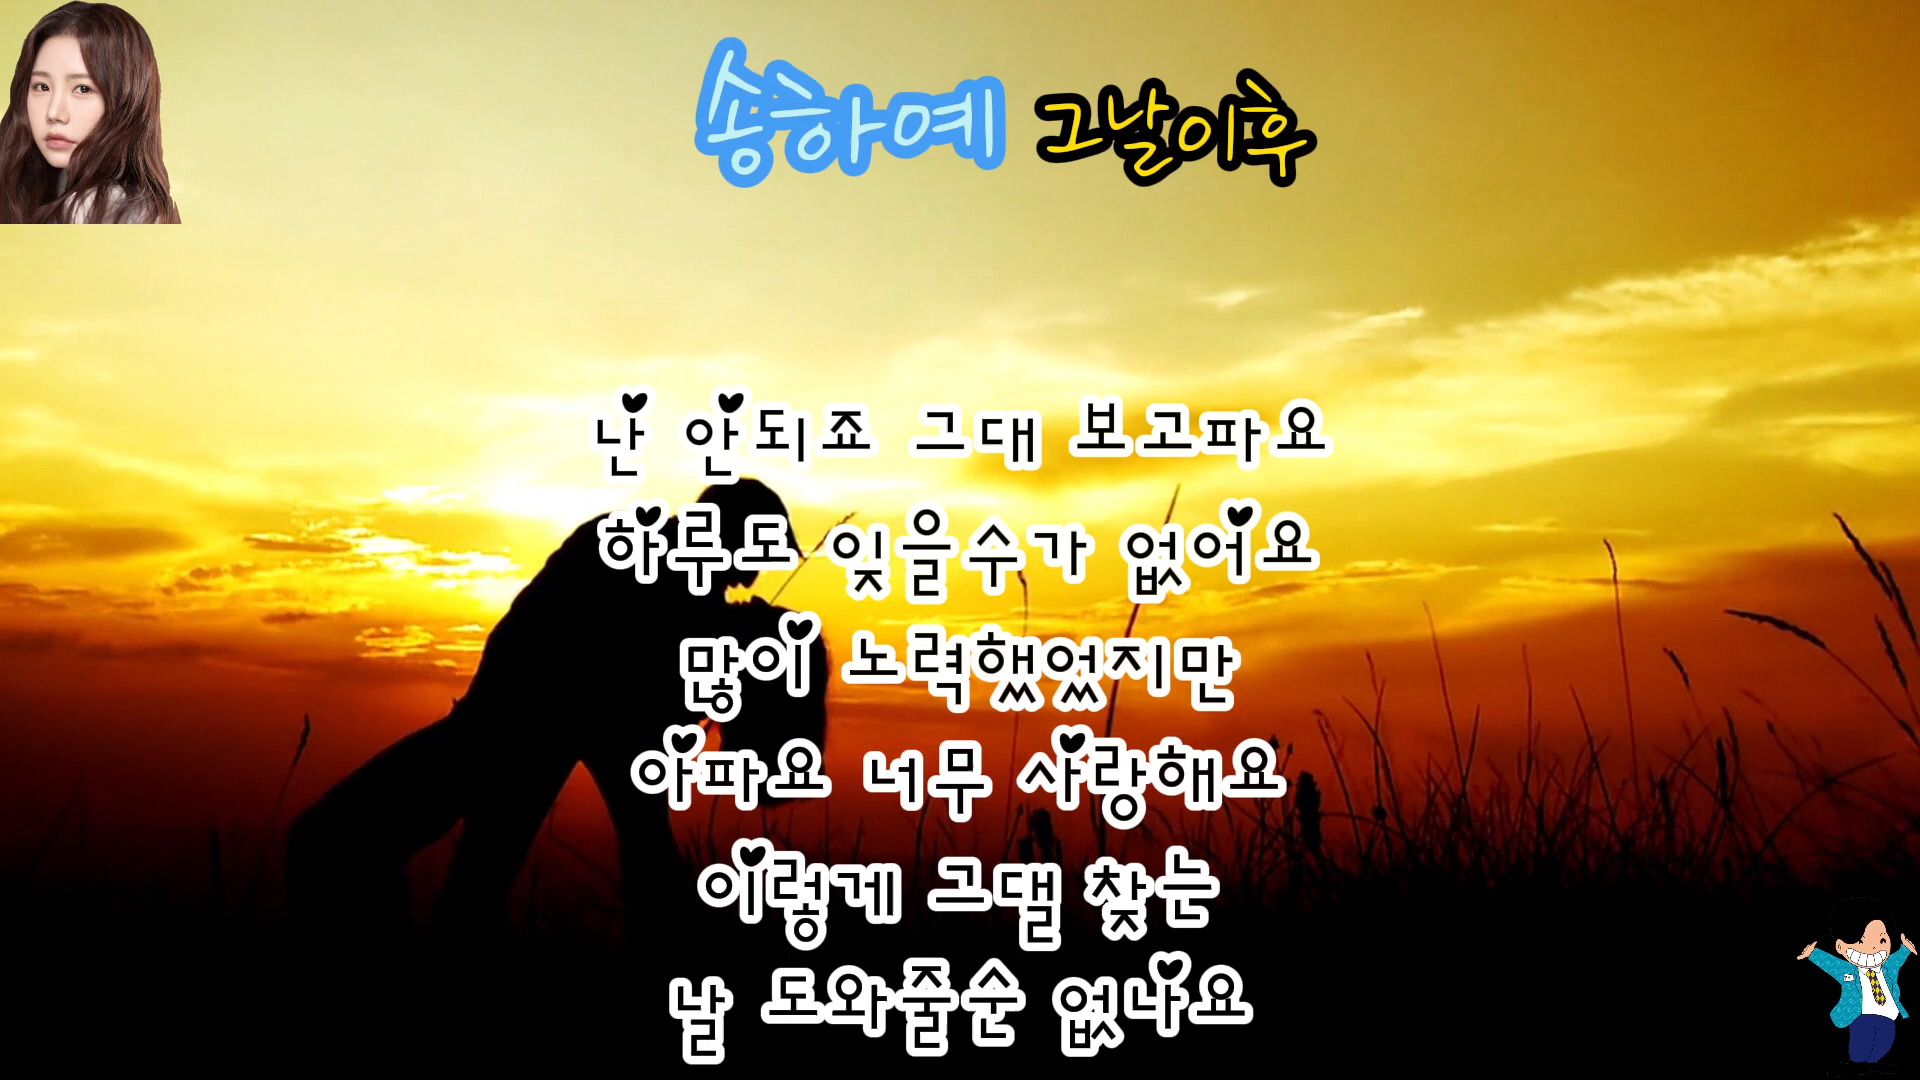 송하예 그날이후
난 안되죠 그대 보고파요
하루도 잊을수가 없어요
많이 노력했었지만
아파요 너무 사랑해요
이렇게 그댈 찾는
날 도와줄순 없나요